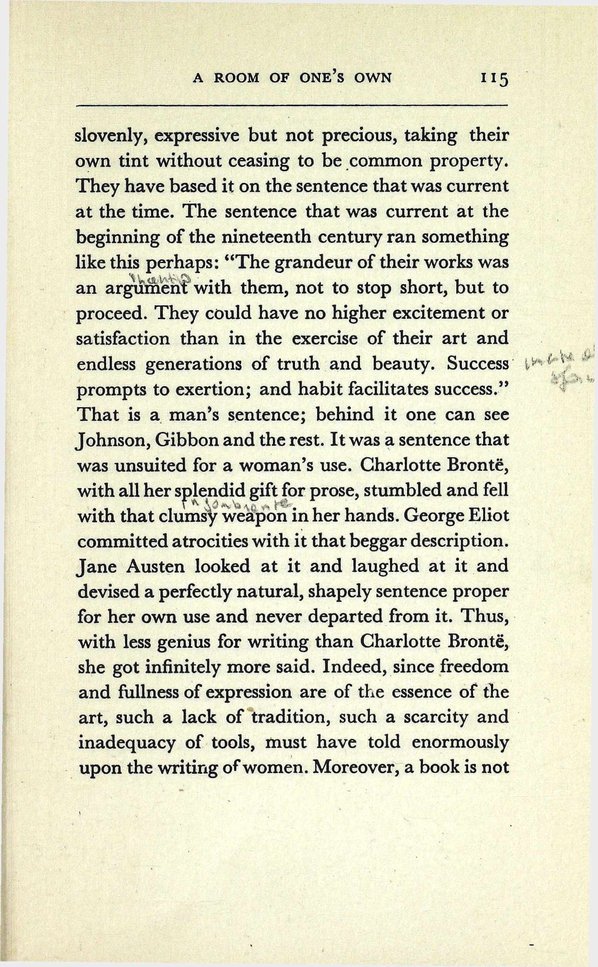 A ROOM OF ONE'S OWN 115
slovenly, expressive but not precious, taking their
own tint without ceasing to be common property.
They have based it on the sentence that was current
at the time. The sentence that was current at the
beginning of the nineteenth century ran something
like this perhaps: “The grandeur of their works was
an argument with them, not to stop short, but to
proceed. They could have no higher excitement or
satisfaction than in the exercise of their art and
endless generations of truth and beauty. Success
prompts to exertion; and habit facilitates success.”
That is a man's sentence; behind it one can see
Johnson, Gibbon and the rest. It was a sentence that
was unsuited for a woman's use. Charlotte Brontë,
with all her splendid gift for prose, stumbled and fell
with that clumsy weapon in her hands. George Eliot
committed atrocities with it that beggar description.
Jane Austen looked at it and laughed at it and
devised a perfectly natural, shapely sentence proper
for her own use and never departed from it. Thus,
with less genius for writing than Charlotte Brontë,
she got infinitely more said. Indeed, since freedom
and fullness of expression are of the essence of the
art, such a lack of tradition, such a scarcity and
inadequacy of tools, must have told enormously
upon the writing of women. Moreover, a book is not